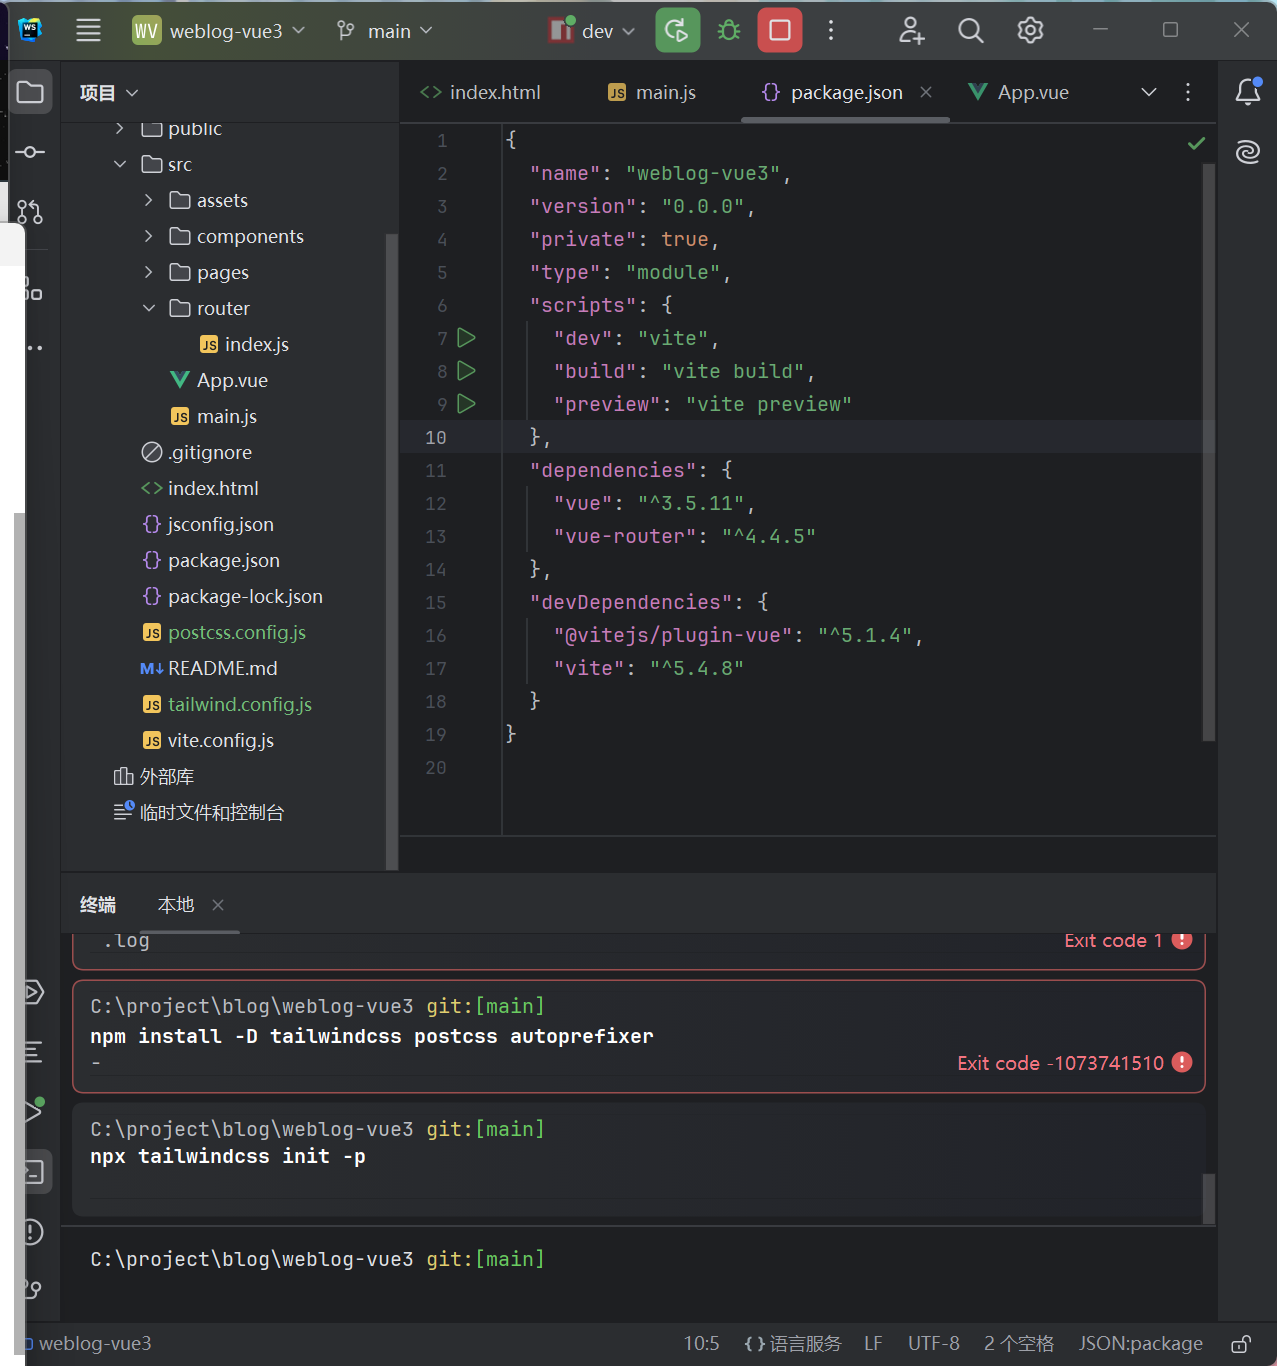 WS
WV weblog-vue3
main
dev
项目
index.html
JS main.js
{} package.json
App.vue
public
src
assets
components
pages
router
JS index.js
App.vue
JS main.js
.gitignore
<> index.html
{} jsconfig.json
{} package.json
{} package-lock.json
JS postcss.config.js
M↓ README.md
JS tailwind.config.js
JS vite.config.js
外部库
临时文件和控制台
1 {
2 "name": "weblog-vue3",
3 "version": "0.0.0",
4 "private": true,
5 "type": "module",
6 "scripts": {
7 "dev": "vite",
8 "build": "vite build",
9 "preview": "vite preview"
10 },
11 "dependencies": {
12 "vue": "^3.5.11",
13 "vue-router": "^4.4.5"
14 },
15 "devDependencies": {
16 "@vitejs/plugin-vue": "^5.1.4",
17 "vite": "^5.4.8"
18 }
19 }
20
终端 本地
.log
Exit code 1
C:\project\blog\weblog-vue3 git:[main]
npm install -D tailwindcss postcss autoprefixer
-
Exit code -1073741510
C:\project\blog\weblog-vue3 git:[main]
npx tailwindcss init -p
C:\project\blog\weblog-vue3 git:[main]
weblog-vue3 10:5 {} 语言服务 LF UTF-8 2 个空格 JSON:package